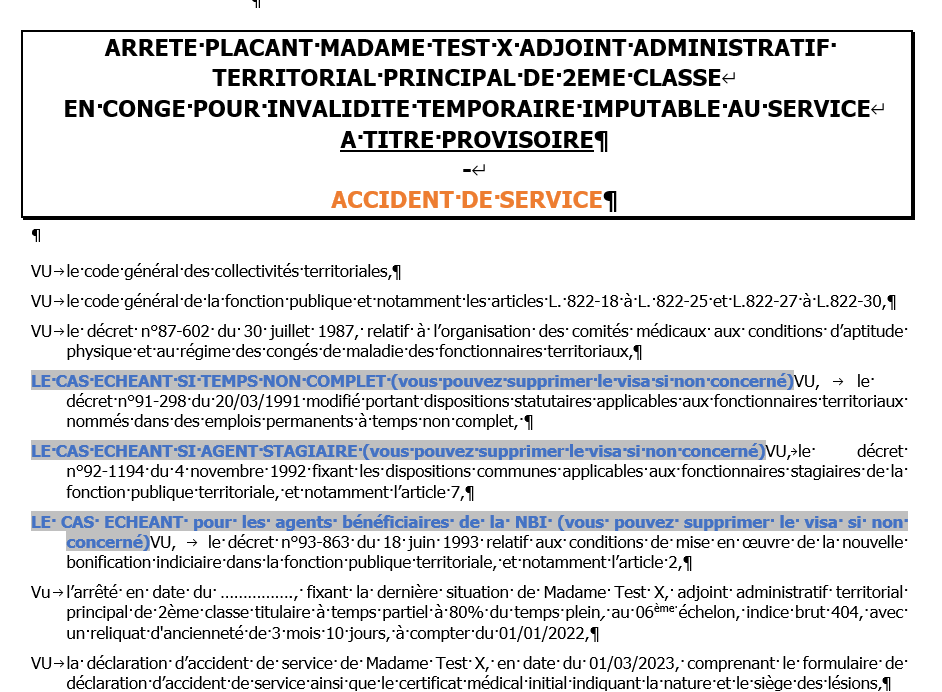 ARRETE PLACANT MADAME TEST X ADJOINT ADMINISTRATIF
TERRITORIAL PRINCIPAL DE 2EME CLASSE
EN CONGE POUR INVALIDITE TEMPORAIRE IMPUTABLE AU SERVICE
A TITRE PROVISOIRE
-
ACCIDENT DE SERVICE
VU le code général des collectivités territoriales,
VU le code général de la fonction publique et notamment les articles L. 822-18 à L. 822-25 et L.822-27 à L.822-30,
VU le décret n°87-602 du 30 juillet 1987, relatif à l’organisation des comités médicaux aux conditions d’aptitude
physique et au régime des congés de maladie des fonctionnaires territoriaux,
LE CAS ECHEANT SI TEMPS NON COMPLET (vous pouvez supprimer le visa si non concerné)VU, le
décret n°91-298 du 20/03/1991 modifié portant dispositions statutaires applicables aux fonctionnaires territoriaux
nommés dans des emplois permanents à temps non complet,
LE CAS ECHEANT SI AGENT STAGIAIRE (vous pouvez supprimer le visa si non concerné)VU, le décret
n°92-1194 du 4 novembre 1992 fixant les dispositions communes applicables aux fonctionnaires stagiaires de la
fonction publique territoriale, et notamment l’article 7,
LE CAS ECHEANT pour les agents bénéficiaires de la NBI (vous pouvez supprimer le visa si non
concerné)VU, le décret n°93-863 du 18 juin 1993 relatif aux conditions de mise en œuvre de la nouvelle
bonification indiciaire dans la fonction publique territoriale, et notamment l’article 2,
Vu l’arrêté en date du ................, fixant la dernière situation de Madame Test X, adjoint administratif territorial
principal de 2ème classe titulaire à temps partiel à 80% du temps plein, au 06ème échelon, indice brut 404, avec
un reliquat d'ancienneté de 3 mois 10 jours, à compter du 01/01/2022,
VU la déclaration d’accident de service de Madame Test X, en date du 01/03/2023, comprenant le formulaire de
déclaration d’accident de service ainsi que le certificat médical initial indiquant la nature et le siège des lésions,